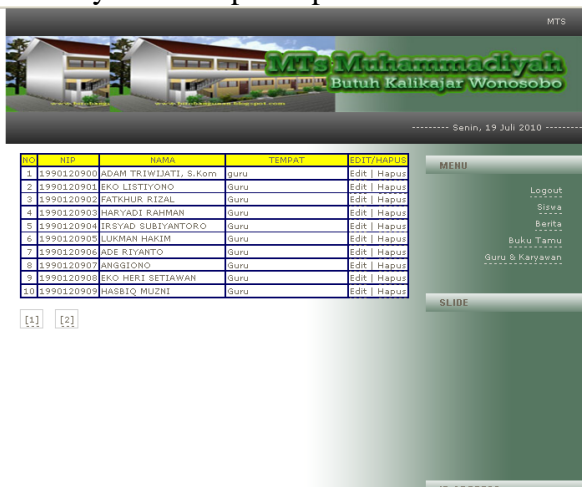 MTS
MTs Muhammadiyah
Butuh Kalikajar Wonosobo
--------- Senin, 19 Juli 2010 ---------
NO NIP NAMA TEMPAT EDIT/HAPUS
1 1990120900 ADAM TRIWIJATI, S.Kom guru Edit | Hapus
2 1990120901 EKO LISTIYONO Guru Edit | Hapus
3 1990120902 FATKHUR RIZAL Guru Edit | Hapus
4 1990120903 HARYADI RAHMAN Guru Edit | Hapus
5 1990120904 IRSYAD SUBIYANTORO Guru Edit | Hapus
6 1990120905 LUKMAN HAKIM Guru Edit | Hapus
7 1990120906 ADE RIYANTO Guru Edit | Hapus
8 1990120907 ANGGIONO Guru Edit | Hapus
9 1990120908 EKO HERI SETIAWAN Guru Edit | Hapus
10 1990120909 HASBIQ MUZNI Guru Edit | Hapus
[1] [2]
MENU
Logout
Siswa
Berita
Buku Tamu
Guru & Karyawan
SLIDE